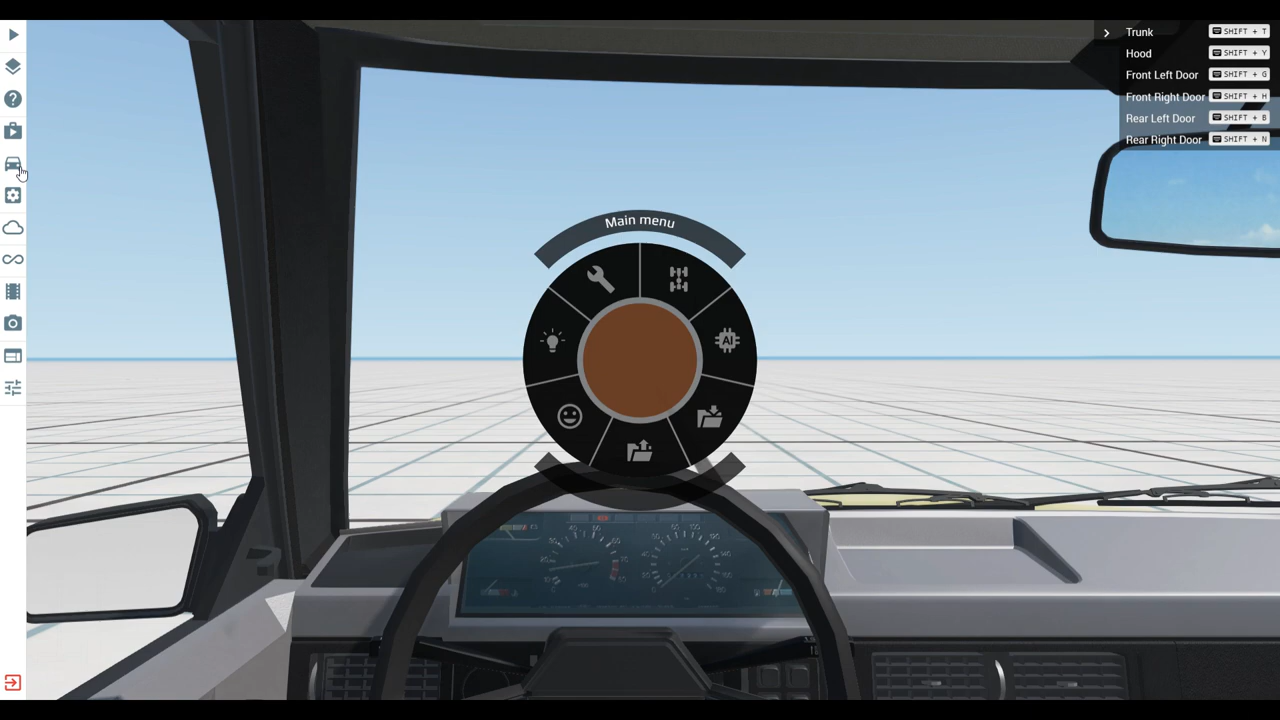 Trunk SHIFT + T
Hood SHIFT + Y
Front Left Door SHIFT + G
Front Right Door SHIFT + H
Rear Left Door SHIFT + B
Rear Right Door SHIFT + N
Main menu
AI